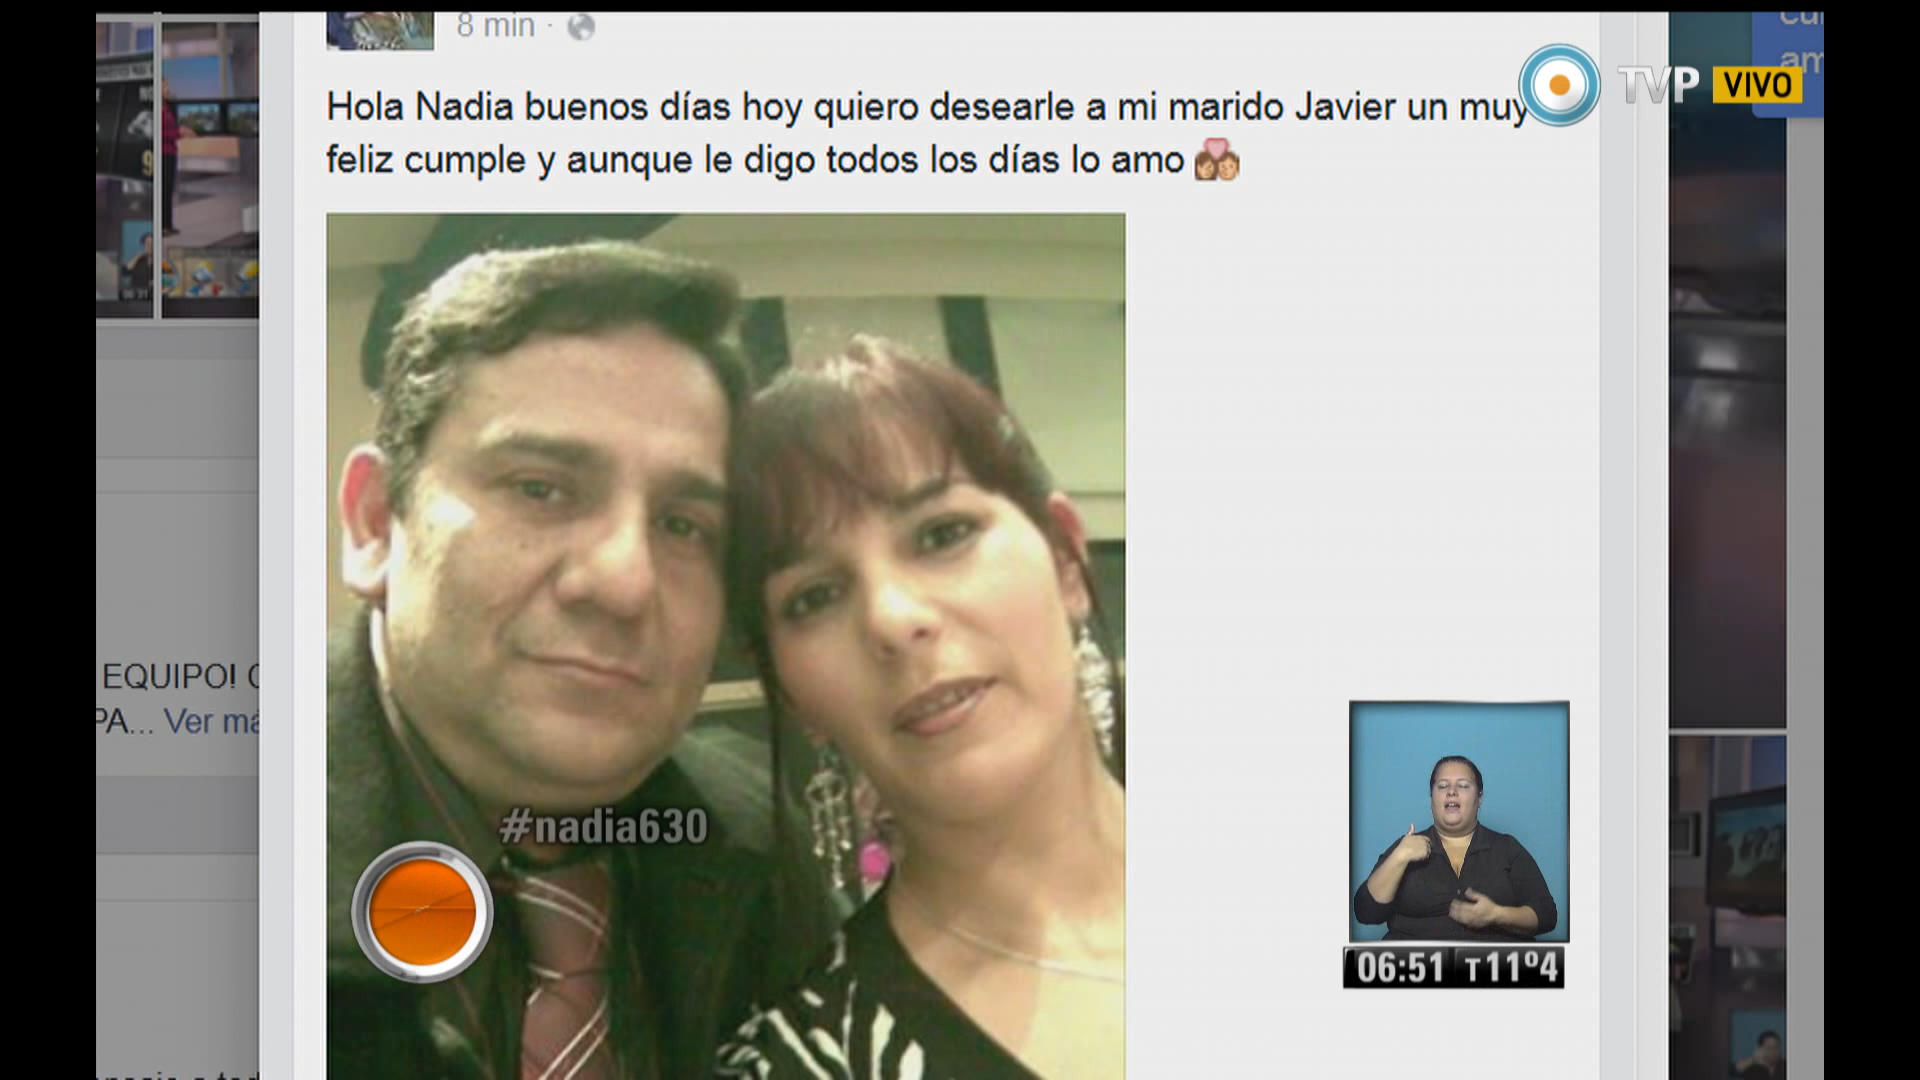 8 min ·
TVP VIVO
Hola Nadia buenos días hoy quiero desearle a mi marido Javier un muy
feliz cumple y aunque le digo todos los días lo amo
EQUIPO!
PA... Ver má
#nadia630
06:51 T11º4